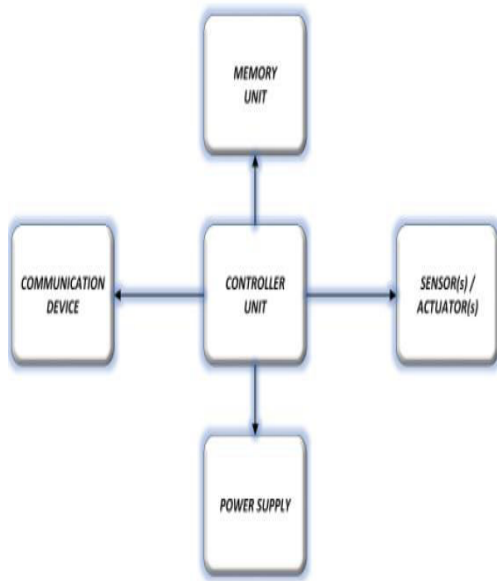 MEMORY
UNIT
COMMUNICATION
DEVICE
CONTROLLER
UNIT
SENSOR(s) /
ACTUATOR(s)
POWER SUPPLY